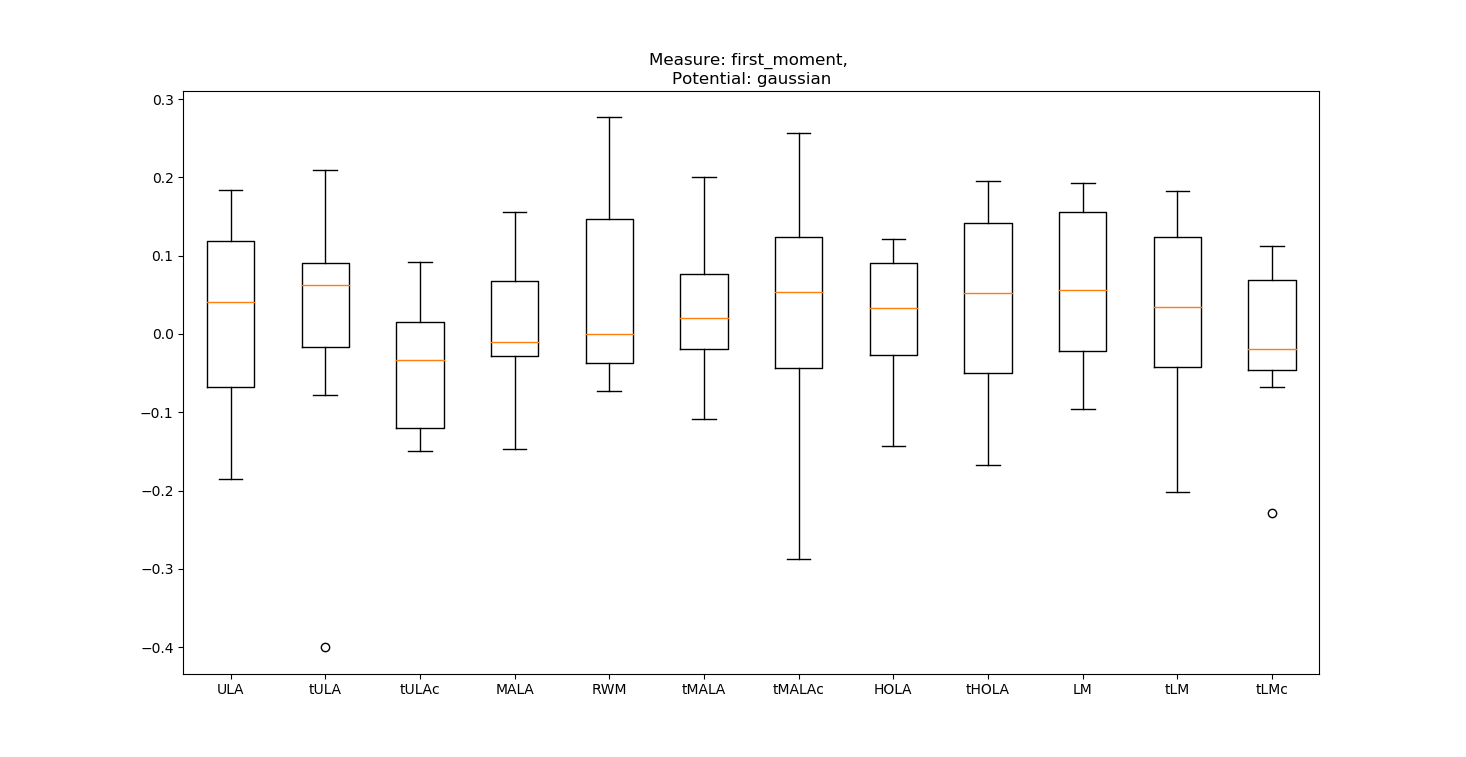 Measure: first_moment,
Potential: gaussian
0.3
0.2
0.1
0.0
−0.1
−0.2
−0.3
−0.4
ULA tULA tULAc MALA RWM tMALA tMALAc HOLA tHOLA LM tLM tLMc